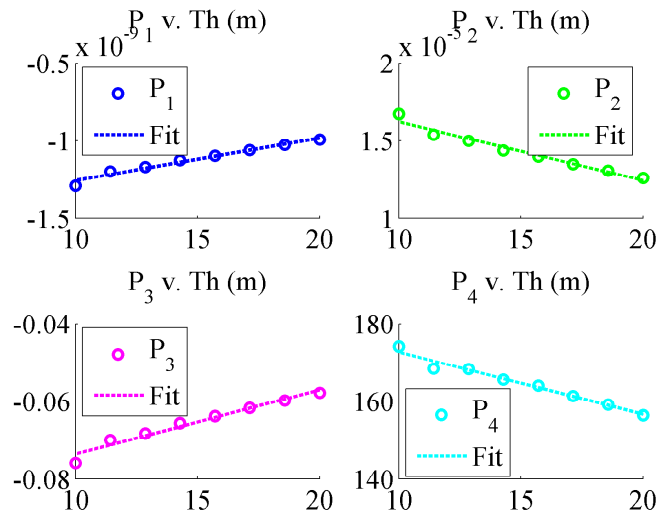 P₁ v. Th (m)
x 10⁻⁹
-0.5
-1
-1.5
10
15
20
P₁
Fit
P₂ v. Th (m)
x 10⁻⁵
2
1.5
1
10
15
20
P₂
Fit
P₃ v. Th (m)
-0.04
-0.06
-0.08
10
15
20
P₃
Fit
P₄ v. Th (m)
180
160
140
10
15
20
P₄
Fit